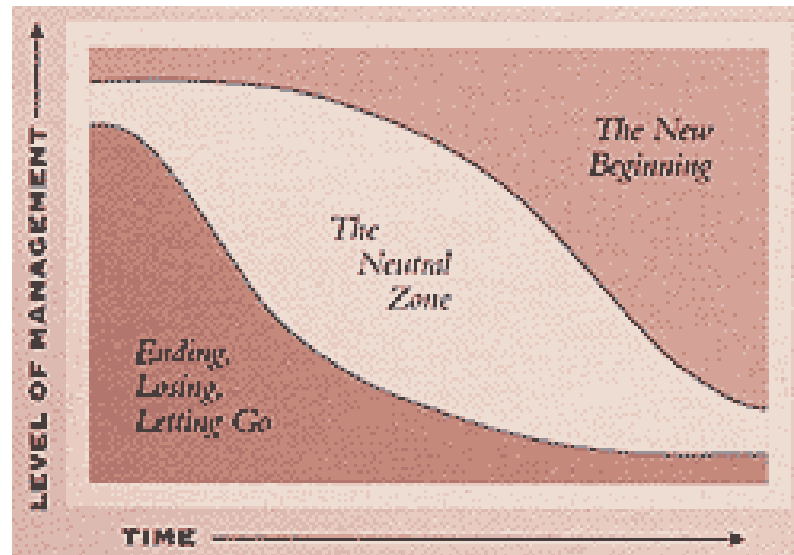 LEVEL OF MANAGEMENT
The New
Beginning
The
Neutral
Zone
Ending,
Losing,
Letting Go
TIME